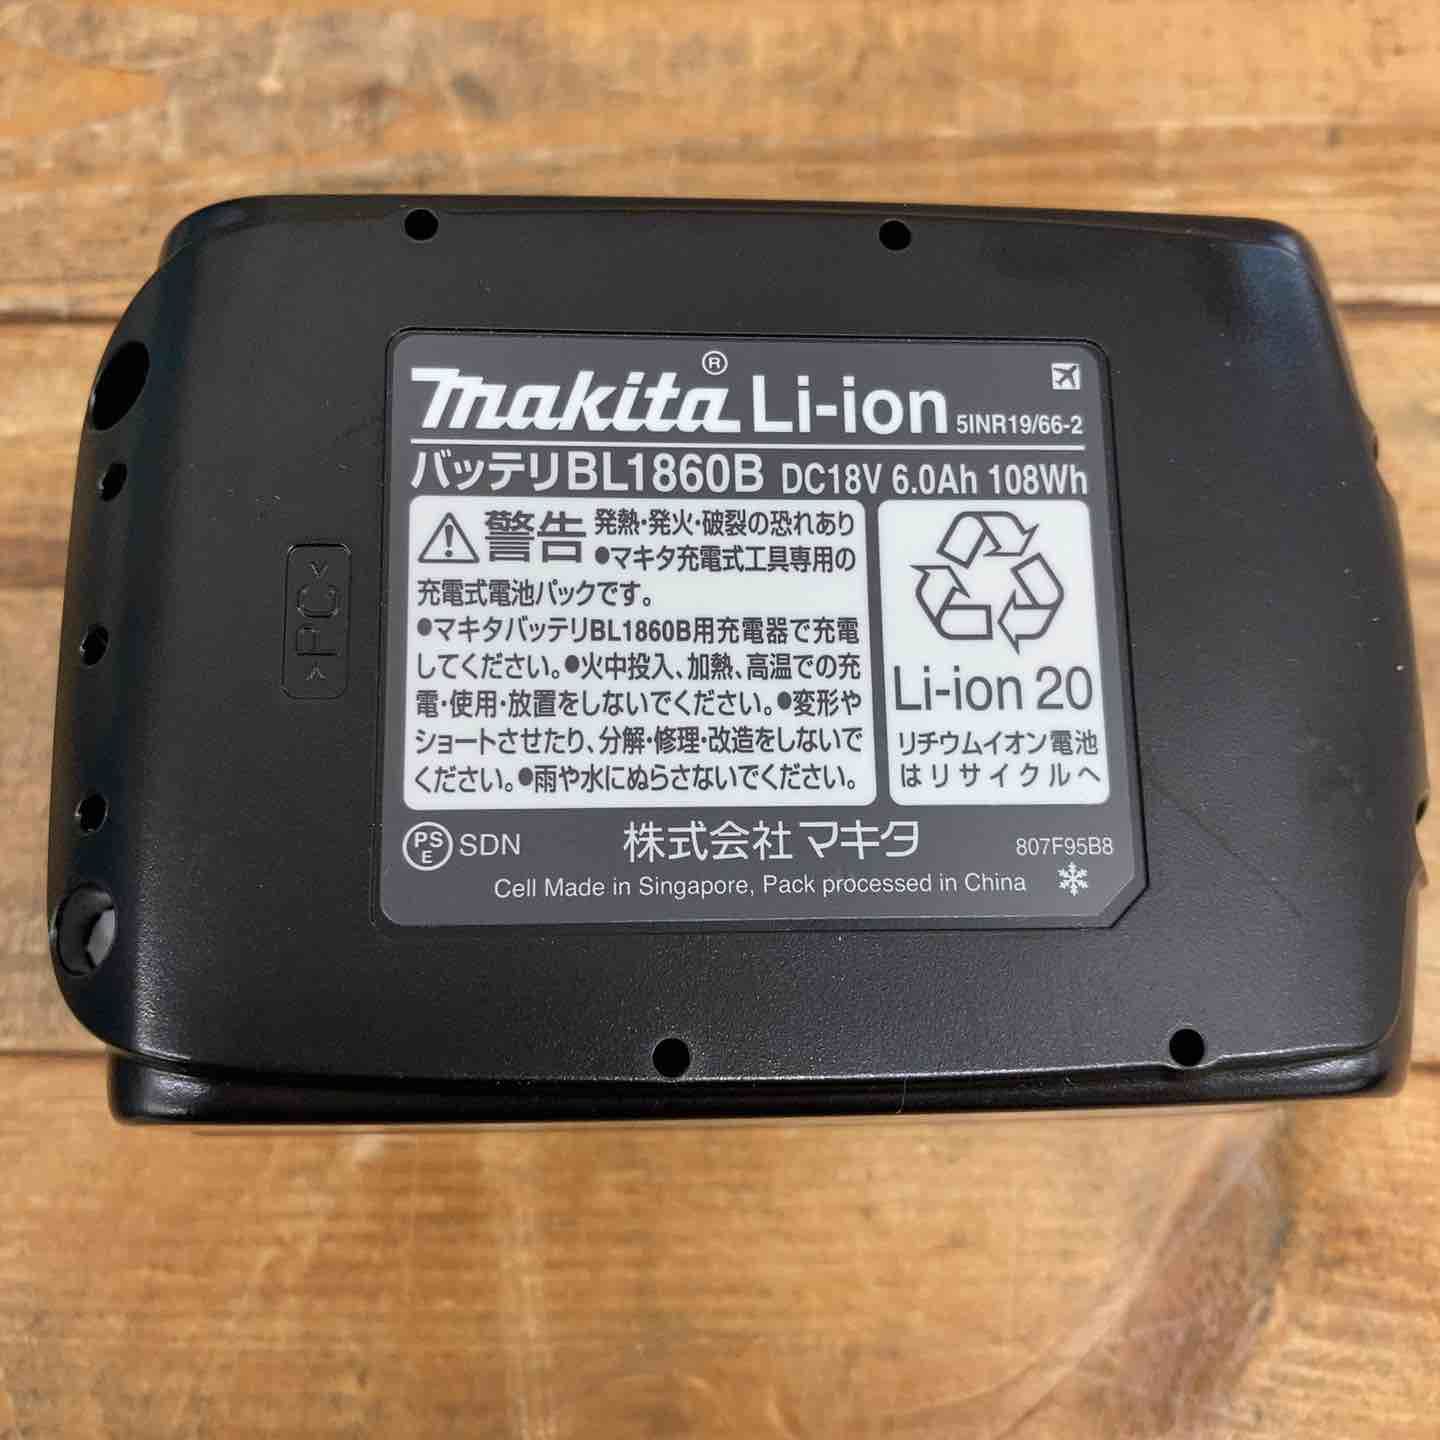 makita® Li-ion 5INR19/66-2
バッテリBL1860B DC18V 6.0Ah 108Wh
警告 発熱・発火・破裂の恐れあり
●マキタ充電式工具専用の
充電式電池パックです。
●マキタバッテリBL1860B用充電器で充電
してください。●火中投入、加熱、高温での充
電・使用・放置をしないでください。●変形や
ショートさせたり、分解・修理・改造をしないで
ください。●雨や水にぬらさないでください。
Li-ion 20
リチウムイオン電池
はリサイクルへ
PS
E
SDN
株式会社マキタ
807F95B8
Cell Made in Singapore, Pack processed in China
>PC<